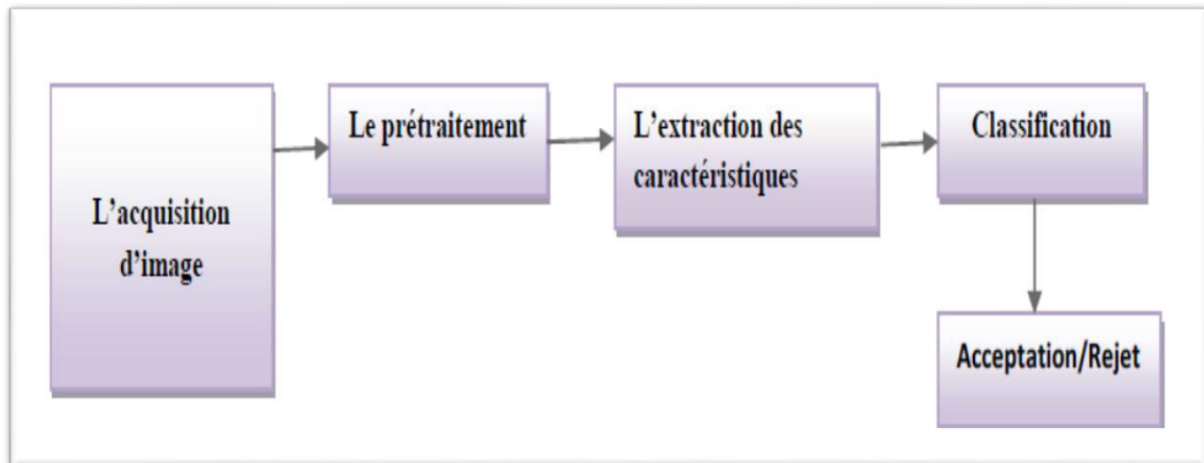 L'acquisition
d'image
Le prétraitement
L'extraction des
caractéristiques
Classification
Acceptation/Rejet